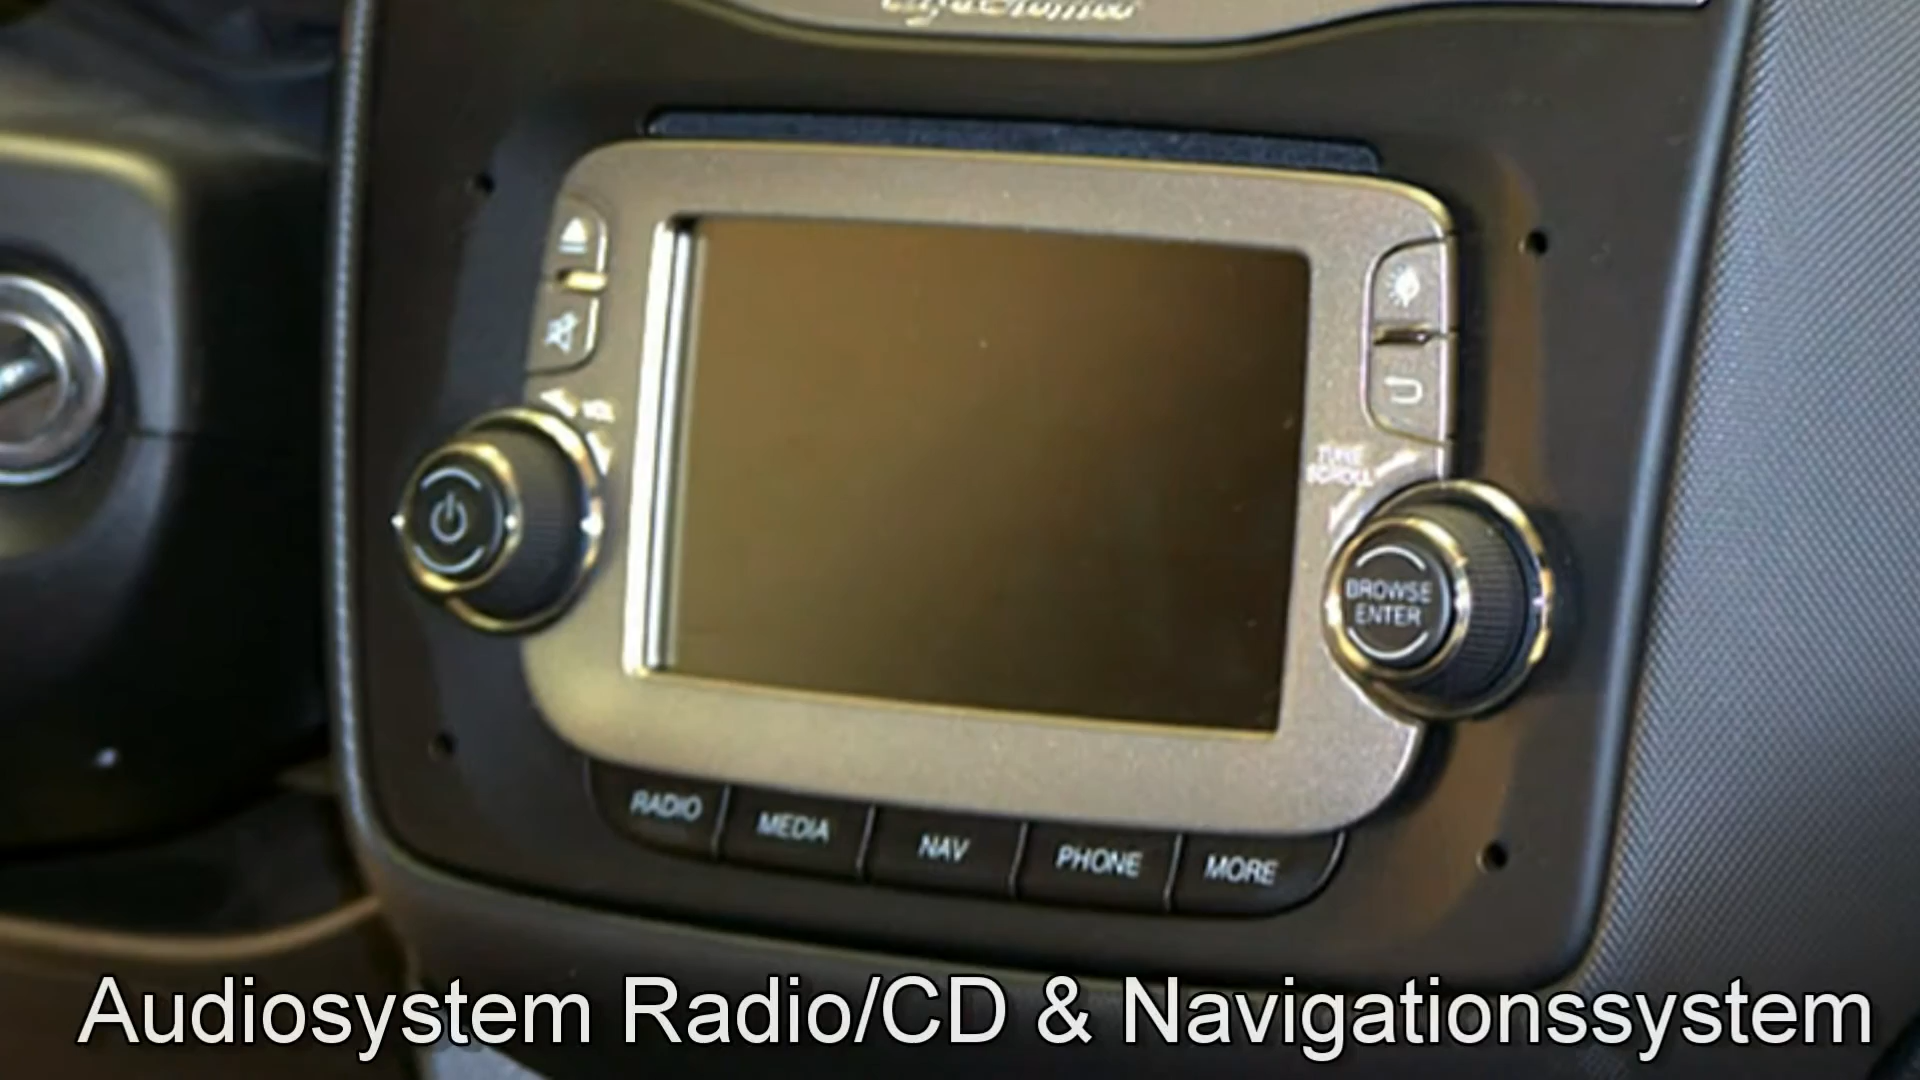 VOL
TUNE
SCROLL
BROWSE
ENTER
RADIO
MEDIA
NAV
PHONE
MORE
Audiosystem Radio/CD & Navigationssystem